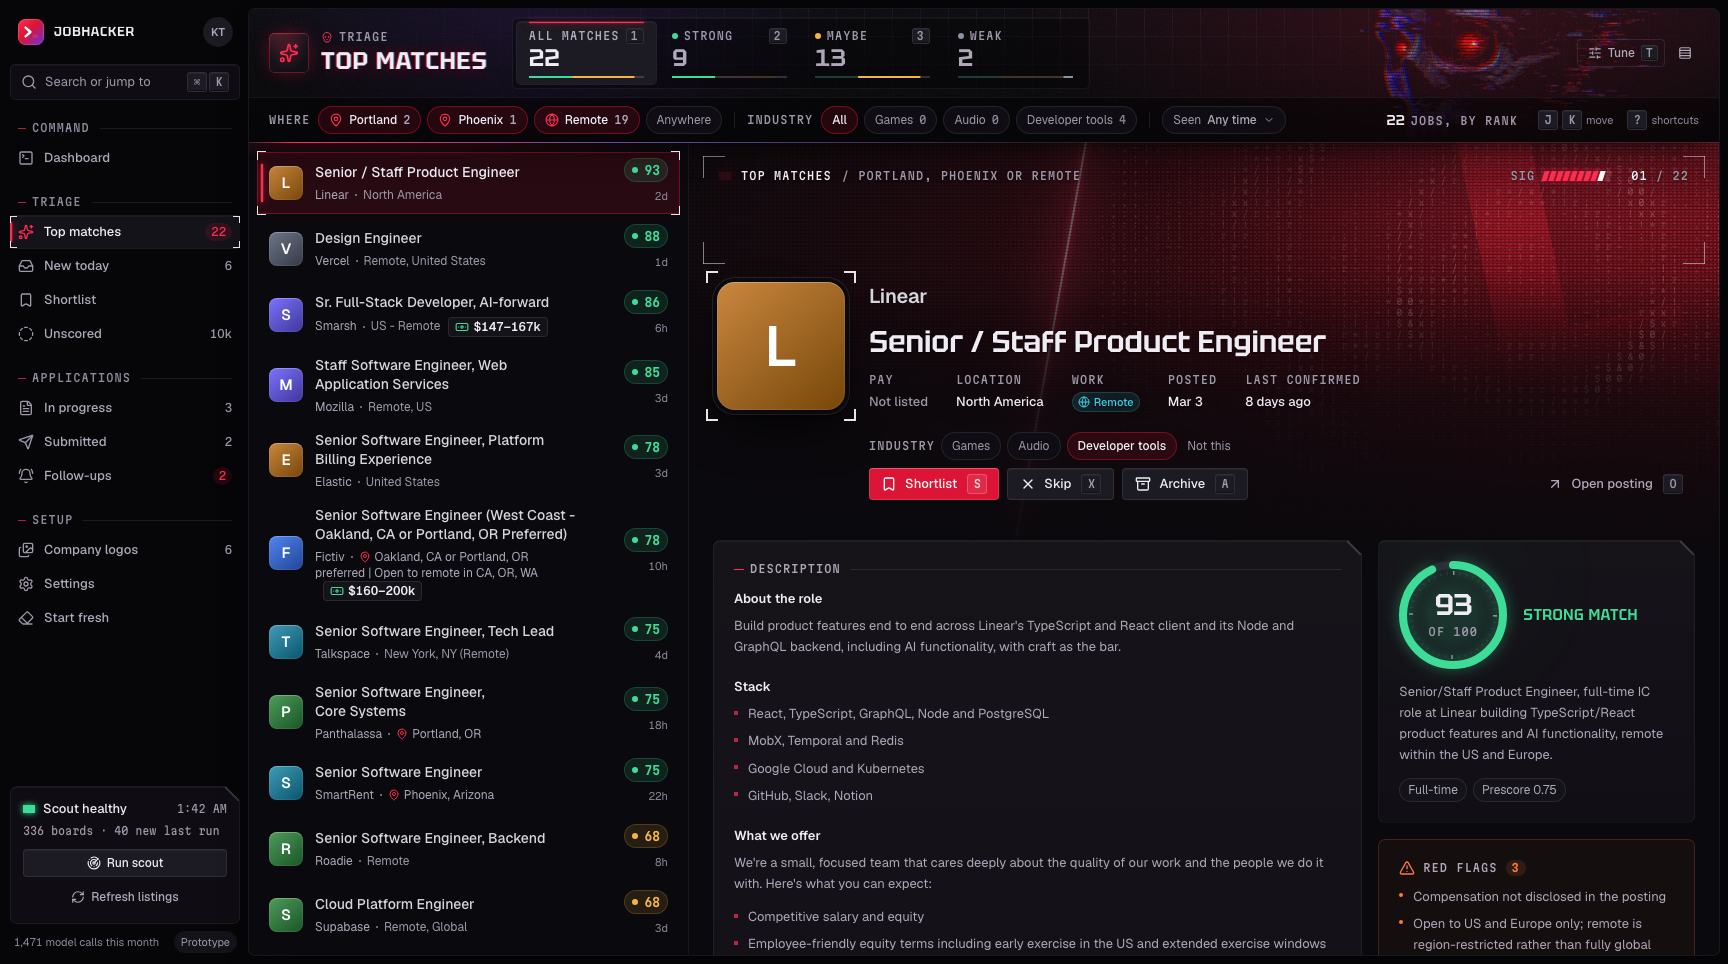 JOBHACKER
KT
Search or jump to
⌘ K
COMMAND
Dashboard
TRIAGE
Top matches 22
New today 6
Shortlist
Unscored 10k
APPLICATIONS
In progress 3
Submitted 2
Follow-ups 2
SETUP
Company logos 6
Settings
Start fresh
Scout healthy 1:42 AM
336 boards · 40 new last run
Run scout
Refresh listings
1,471 model calls this month Prototype
TRIAGE
TOP MATCHES
ALL MATCHES 1
22
STRONG 2
9
MAYBE 3
13
WEAK
2
Tune T
WHERE Portland 2 Phoenix 1 Remote 19 Anywhere
INDUSTRY All Games 0 Audio 0 Developer tools 4
Seen Any time
22 JOBS, BY RANK
J K move
? shortcuts
L
Senior / Staff Product Engineer 93
Linear · North America 2d
V
Design Engineer 88
Vercel · Remote, United States 1d
S
Sr. Full-Stack Developer, AI-forward 86
Smarsh · US - Remote $147–167k 6h
M
Staff Software Engineer, Web
Application Services 85
Mozilla · Remote, US 3d
E
Senior Software Engineer, Platform
Billing Experience 78
Elastic · United States 3d
F
Senior Software Engineer (West Coast -
Oakland, CA or Portland, OR Preferred) 78
Fictiv · Oakland, CA or Portland, OR
preferred | Open to remote in CA, OR, WA 10h
$160–200k
T
Senior Software Engineer, Tech Lead 75
Talkspace · New York, NY (Remote) 4d
P
Senior Software Engineer,
Core Systems 75
Panthalassa · Portland, OR 18h
S
Senior Software Engineer 75
SmartRent · Phoenix, Arizona 22h
R
Senior Software Engineer, Backend 68
Roadie · Remote 8h
S
Cloud Platform Engineer 68
Supabase · Remote, Global 3d
TOP MATCHES / PORTLAND, PHOENIX OR REMOTE
SIG 01 / 22
L
Linear
Senior / Staff Product Engineer
PAY LOCATION WORK POSTED LAST CONFIRMED
Not listed North America Remote Mar 3 8 days ago
INDUSTRY Games Audio Developer tools Not this
Shortlist S
Skip X
Archive A
Open posting O
DESCRIPTION
About the role
Build product features end to end across Linear's TypeScript and React client and its Node and
GraphQL backend, including AI functionality, with craft as the bar.
Stack
React, TypeScript, GraphQL, Node and PostgreSQL
MobX, Temporal and Redis
Google Cloud and Kubernetes
GitHub, Slack, Notion
What we offer
We're a small, focused team that cares deeply about the quality of our work and the people we do it
with. Here's what you can expect:
Competitive salary and equity
Employee-friendly equity terms including early exercise in the US and extended exercise windows
93
OF 100
STRONG MATCH
Senior/Staff Product Engineer, full-time IC
role at Linear building TypeScript/React
product features and AI functionality, remote
within the US and Europe.
Full-time Prescore 0.75
RED FLAGS 3
Compensation not disclosed in the posting
Open to US and Europe only; remote is
region-restricted rather than fully global